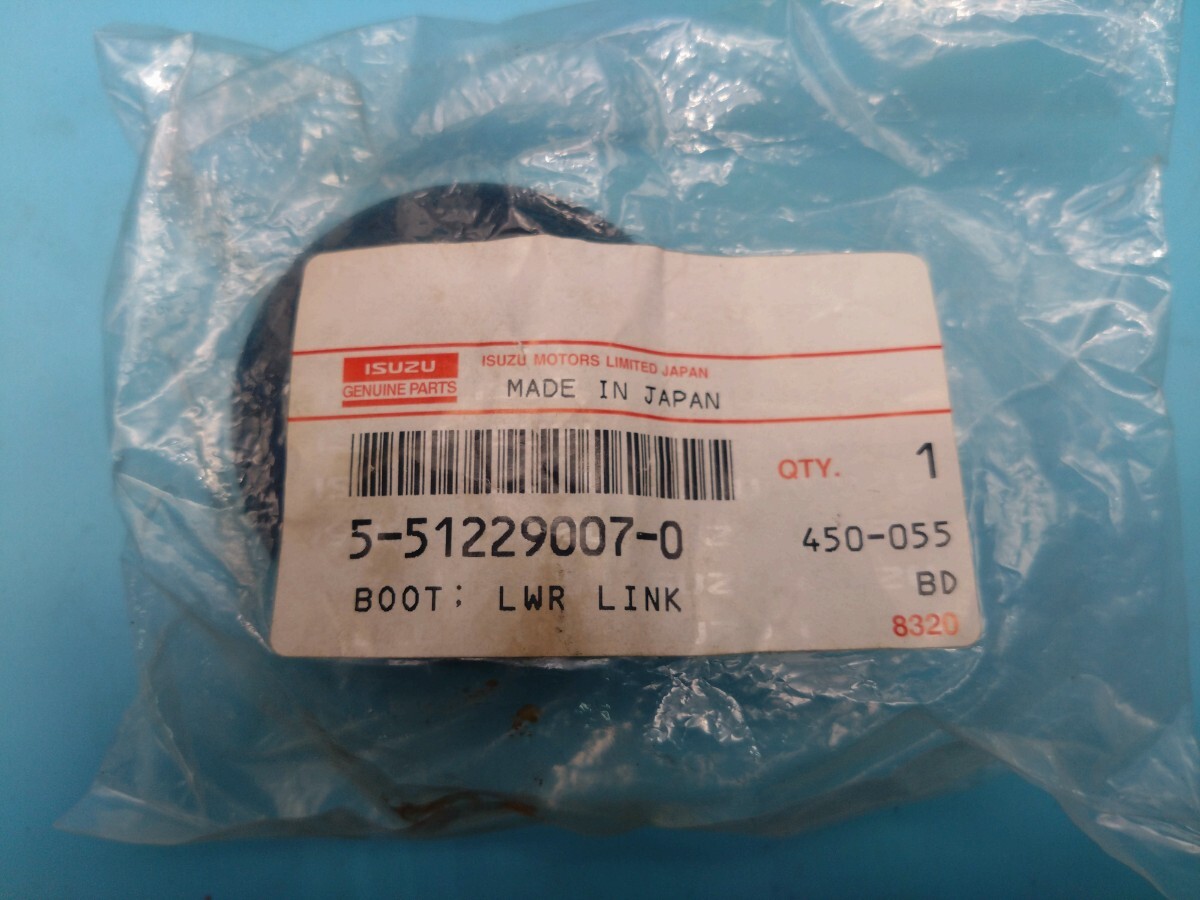 ISUZU
GENUINE PARTS
ISUZU MOTORS LIMITED JAPAN
MADE IN JAPAN
QTY. 1
5-51229007-0
450-055
BOOT; LWR LINK
BD
8320